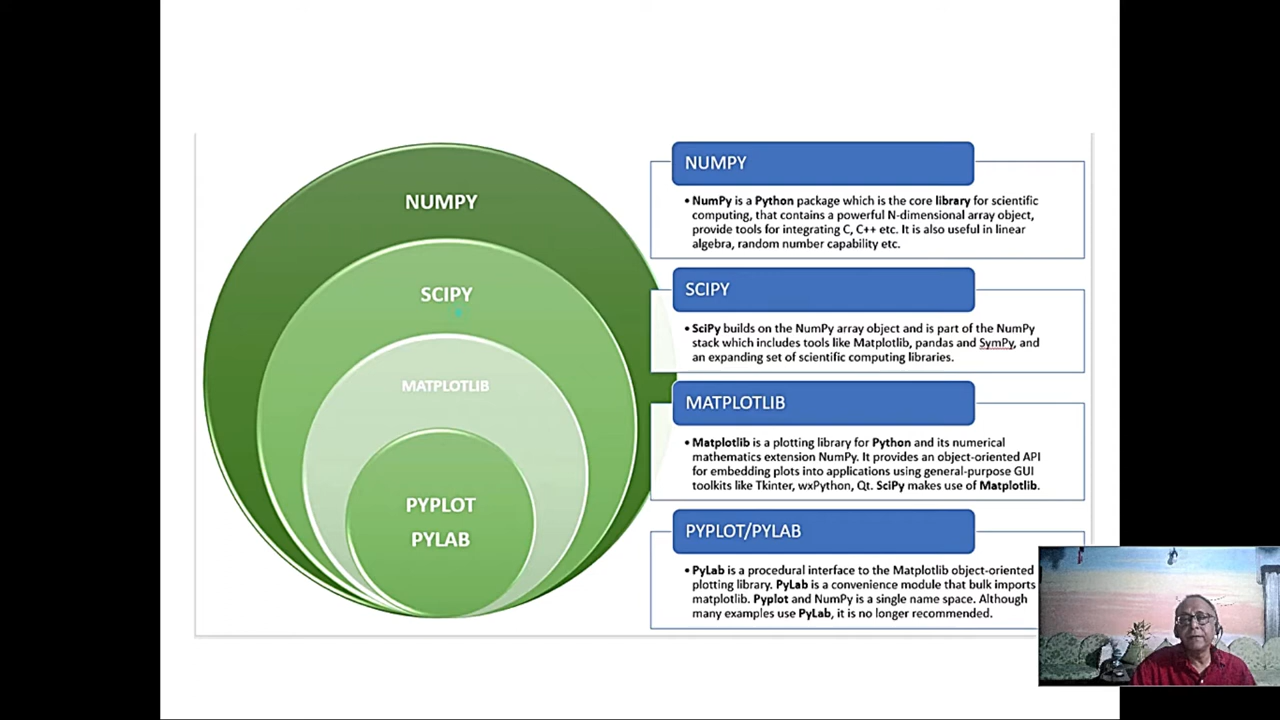 NUMPY
SCIPY
MATPLOTLIB
PYPLOT
PYLAB
NUMPY
• NumPy is a Python package which is the core library for scientific
computing, that contains a powerful N-dimensional array object,
provide tools for integrating C, C++ etc. It is also useful in linear
algebra, random number capability etc.
SCIPY
• SciPy builds on the NumPy array object and is part of the NumPy
stack which includes tools like Matplotlib, pandas and SymPy, and
an expanding set of scientific computing libraries.
MATPLOTLIB
• Matplotlib is a plotting library for Python and its numerical
mathematics extension NumPy. It provides an object-oriented API
for embedding plots into applications using general-purpose GUI
toolkits like Tkinter, wxPython, Qt. SciPy makes use of Matplotlib.
PYPLOT/PYLAB
• PyLab is a procedural interface to the Matplotlib object-oriented
plotting library. PyLab is a convenience module that bulk imports
matplotlib. Pyplot and NumPy is a single name space. Although
many examples use PyLab, it is no longer recommended.